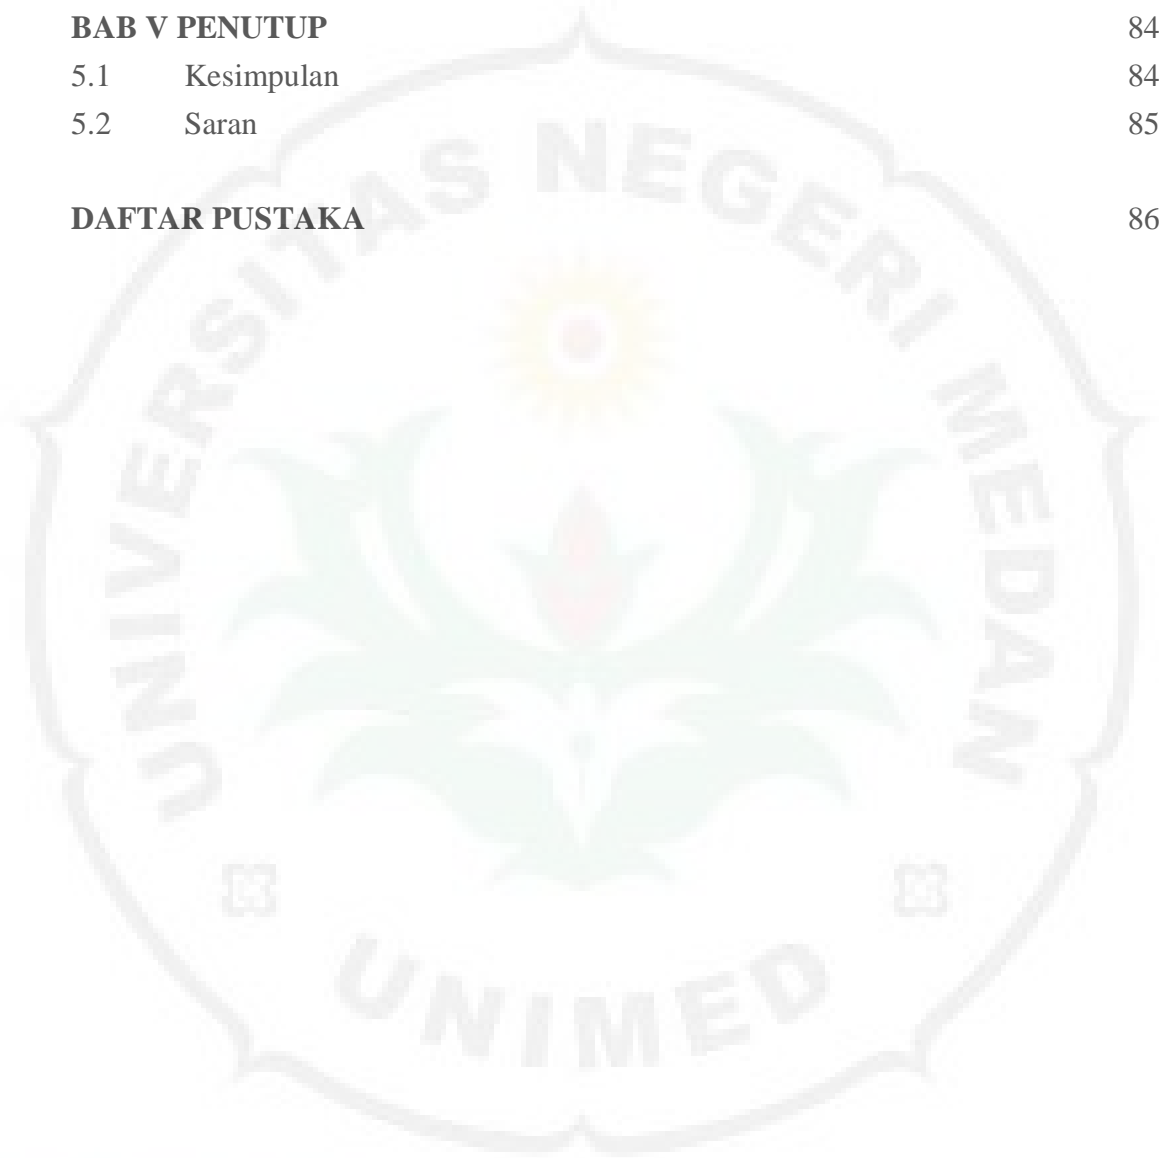 BAB V PENUTUP 84
5.1 Kesimpulan 84
5.2 Saran 85
DAFTAR PUSTAKA 86
UNIVERSITAS NEGERI MEDAN
UNIMED